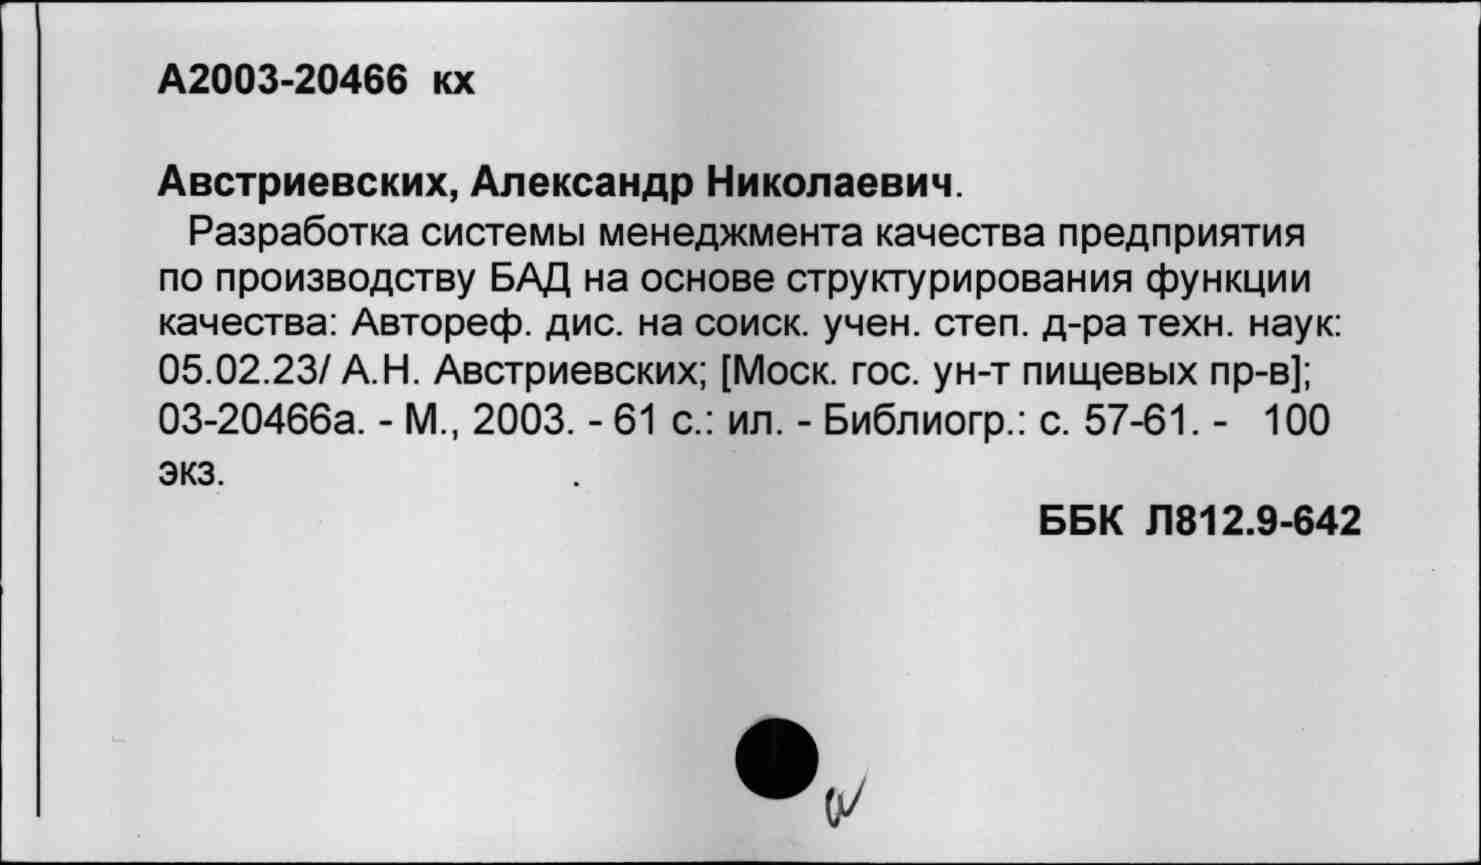 А2003-20466 кх
Австриевских, Александр Николаевич.
Разработка системы менеджмента качества предприятия
по производству БАД на основе структурирования функции
качества: Автореф. дис. на соиск. учен. степ. д-ра техн. наук:
05.02.23/ А.Н. Австриевских; [Моск. гос. ун-т пищевых пр-в];
03-20466а. - М., 2003. - 61 с.: ил. - Библиогр.: с. 57-61. - 100
экз.
ББК Л812.9-642